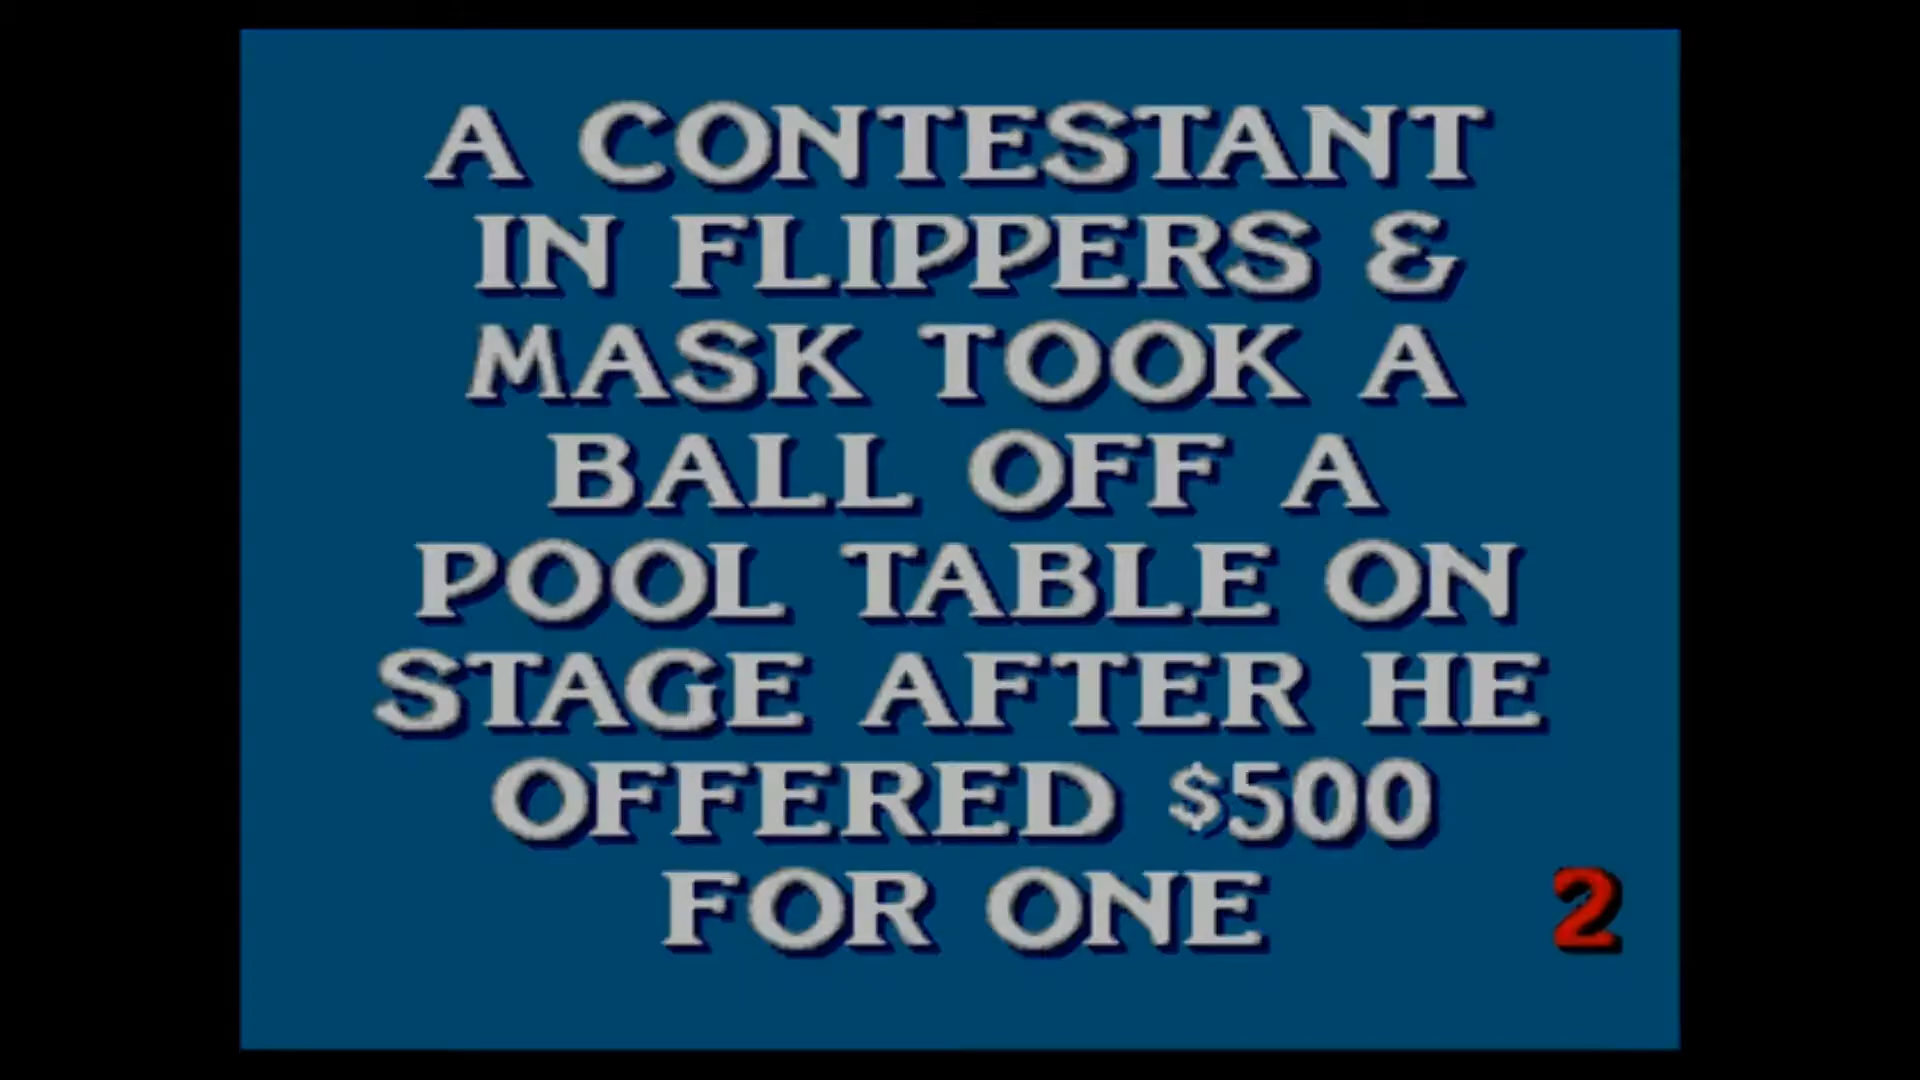 A CONTESTANT
IN FLIPPERS &
MASK TOOK A
BALL OFF A
POOL TABLE ON
STAGE AFTER HE
OFFERED $500
FOR ONE
2